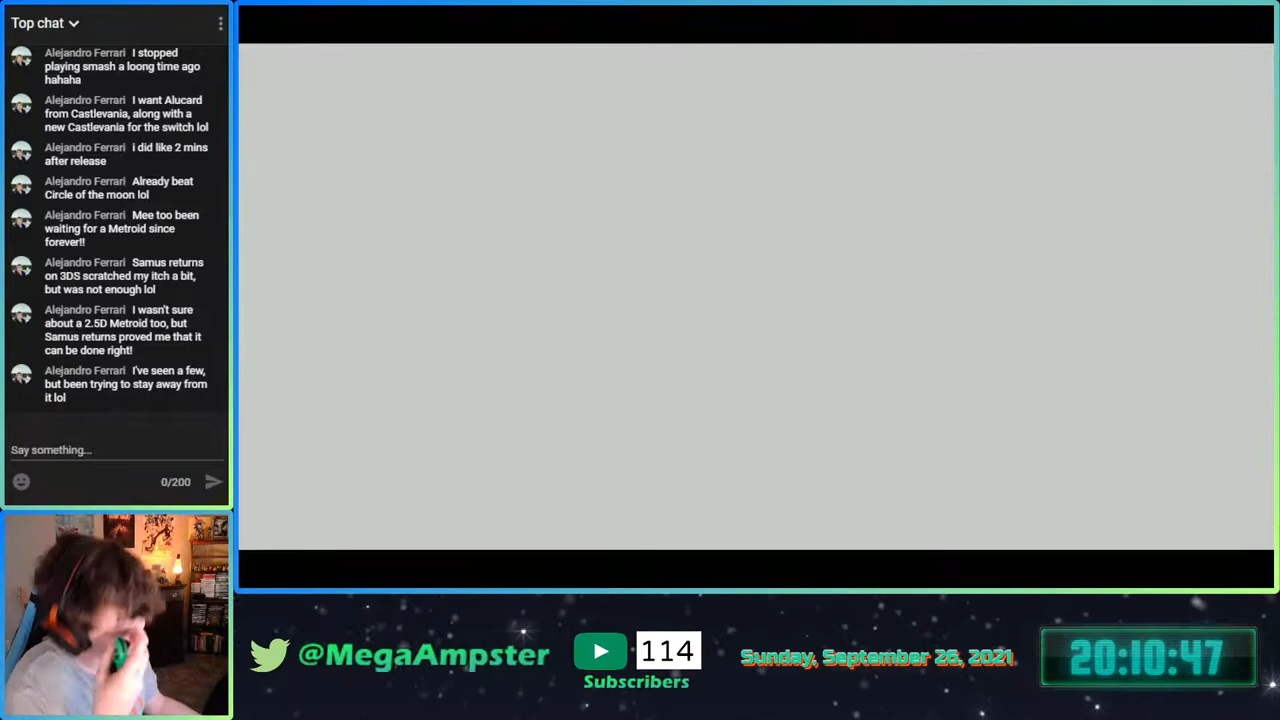 Top chat
Alejandro Ferrari I stopped
playing smash a loong time ago
hahaha
Alejandro Ferrari I want Alucard
from Castlevania, along with a
new Castlevania for the switch lol
Alejandro Ferrari i did like 2 mins
after release
Alejandro Ferrari Already beat
Circle of the moon lol
Alejandro Ferrari Mee too been
waiting for a Metroid since
forever!!
Alejandro Ferrari Samus returns
on 3DS scratched my itch a bit,
but was not enough lol
Alejandro Ferrari I wasn't sure
about a 2.5D Metroid too, but
Samus returns proved me that it
can be done right!
Alejandro Ferrari I've seen a few,
but been trying to stay away from
it lol
Say something...
0/200
@MegaAmpster
114
Subscribers
Sunday, September 26, 2021
20:10:47